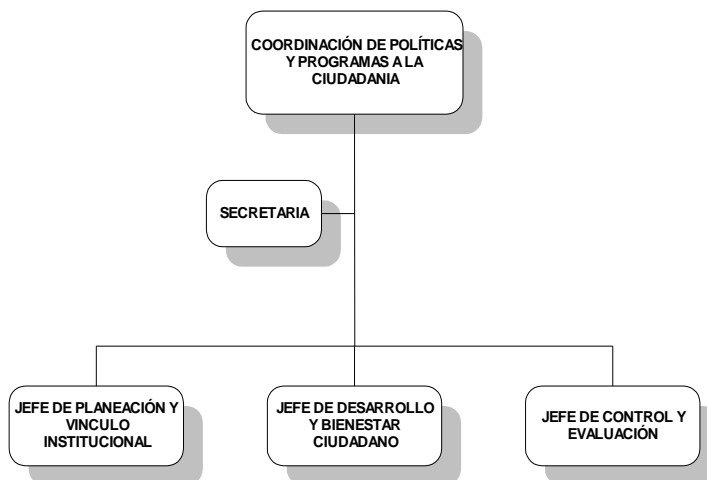 COORDINACIÓN DE POLÍTICAS
Y PROGRAMAS A LA
CIUDADANIA
SECRETARIA
JEFE DE PLANEACIÓN Y
VINCULO
INSTITUCIONAL
JEFE DE DESARROLLO
Y BIENESTAR
CIUDADANO
JEFE DE CONTROL Y
EVALUACIÓN